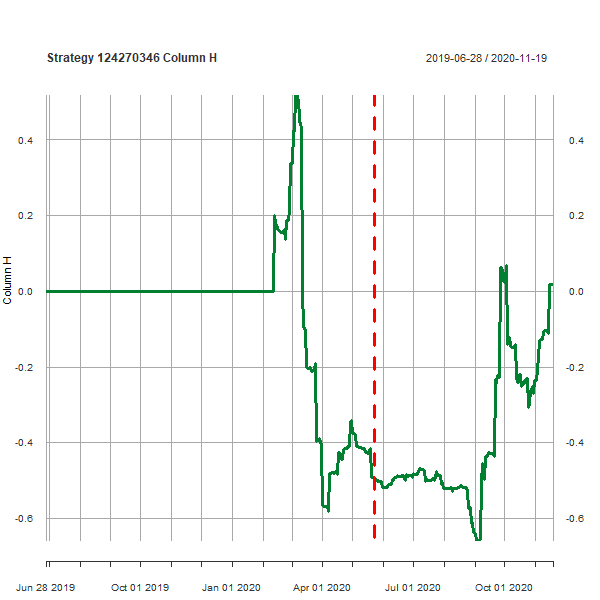 Strategy 124270346 Column H
2019-06-28 / 2020-11-19
0.4 0.4
0.2 0.2
Column H
0.0 0.0
-0.2 -0.2
-0.4 -0.4
-0.6 -0.6
Jun 28 2019 Oct 01 2019 Jan 01 2020 Apr 01 2020 Jul 01 2020 Oct 01 2020